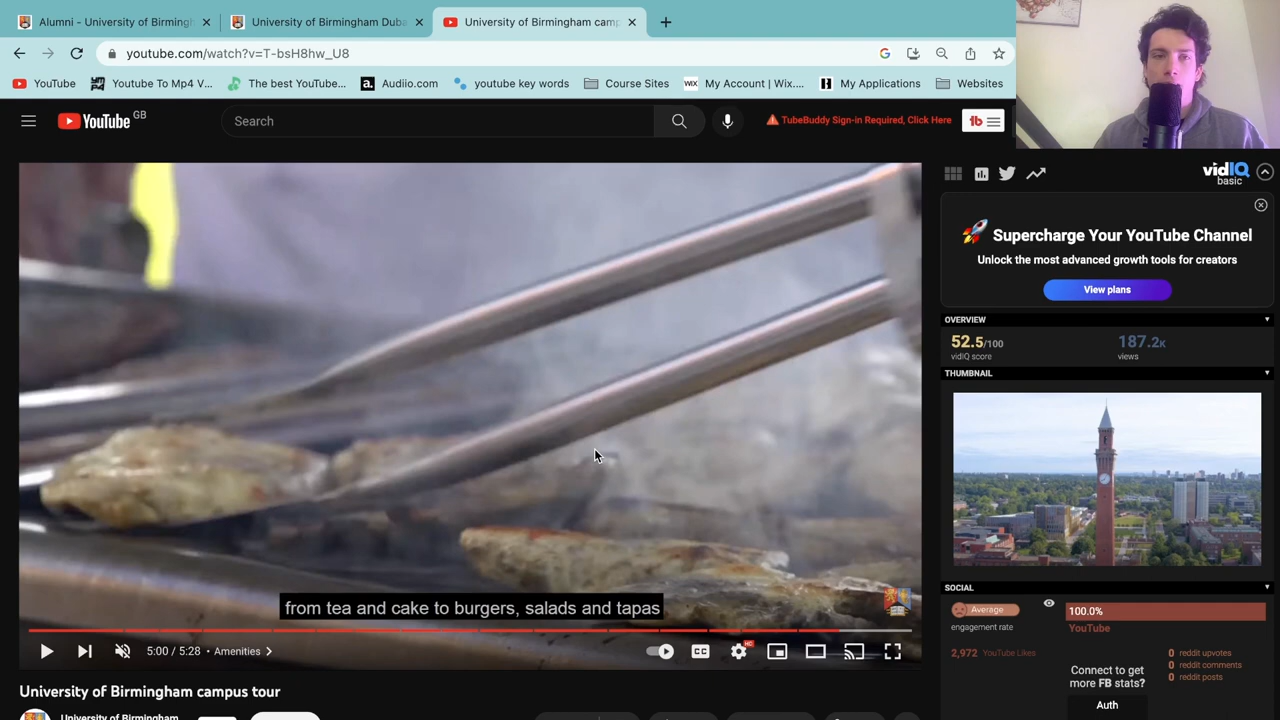 Alumni - University of Birmingh
University of Birmingham Duba
University of Birmingham camp
youtube.com/watch?v=T-bsH8hw_U8
YouTube
Youtube To Mp4 V...
The best YouTube...
Audiio.com
youtube key words
Course Sites
WIX
My Account | Wix....
My Applications
Websites
YouTube GB
Search
TubeBuddy Sign-in Required, Click Here
tb
vidIQ
basic
Supercharge Your YouTube Channel
Unlock the most advanced growth tools for creators
View plans
OVERVIEW
52.5/100
vidIQ score
187.2K
views
THUMBNAIL
from tea and cake to burgers, salads and tapas
5:00 / 5:28 • Amenities
CC
HD
SOCIAL
Average
engagement rate
100.0%
YouTube
2,972 YouTube Likes
0 reddit upvotes
0 reddit comments
0 reddit posts
Connect to get
more FB stats?
Auth
University of Birmingham campus tour
University of Birmingham